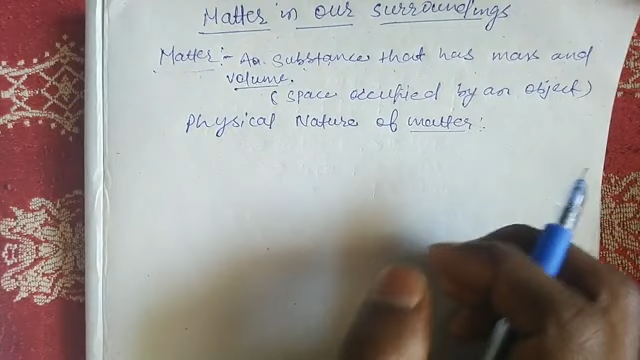 Matter in our surroundings
Matter :- An substance that has mass and
volume.
( space occupied by an object)
Physical Nature of matter: